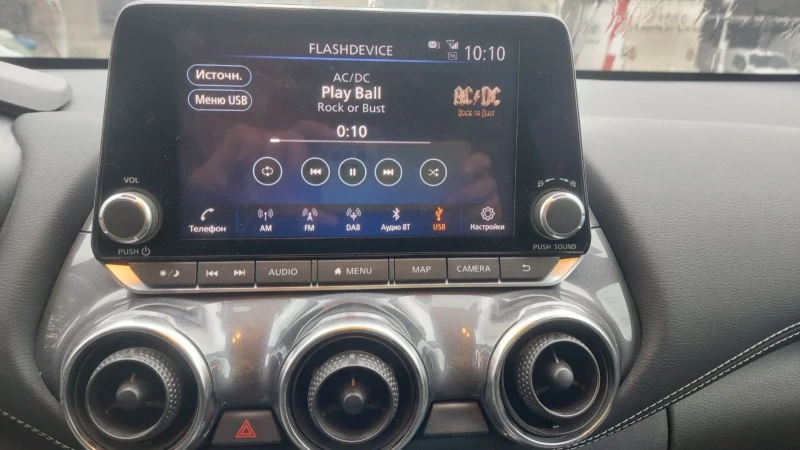 FLASHDEVICE
10:10
Источн.
AC/DC
Play Ball
Rock or Bust
Меню USB
AC/DC
ROCK OR BUST
0:10
VOL
Телефон
AM
FM
DAB
Аудио BT
USB
Настройки
PUSH
PUSH SOUND
AUDIO
MENU
MAP
CAMERA